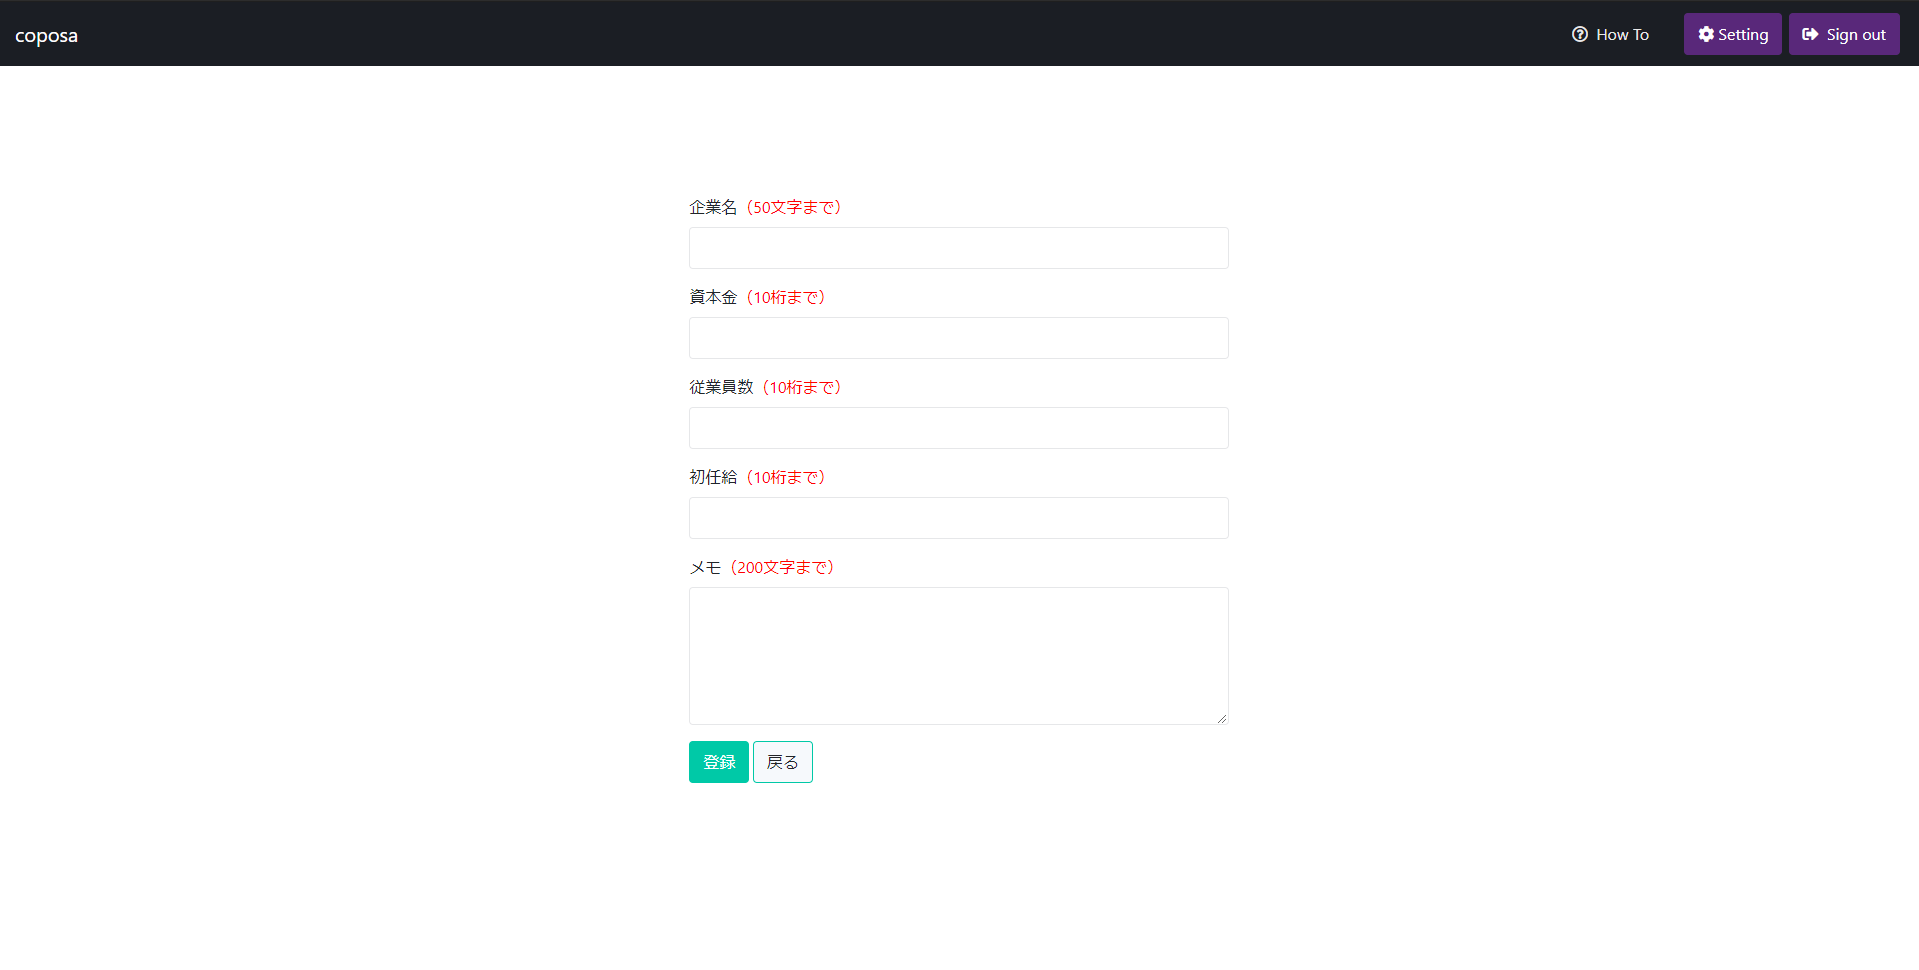 coposa
How To
Setting
Sign out
企業名（50文字まで）
資本金（10桁まで）
従業員数（10桁まで）
初任給（10桁まで）
メモ（200文字まで）
登録 戻る